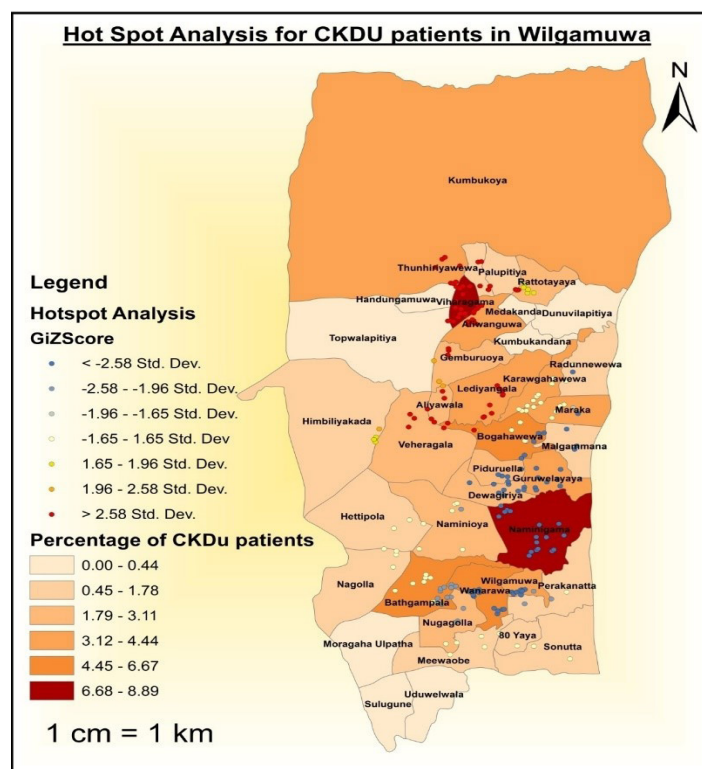 Hot Spot Analysis for CKDU patients in Wilgamuwa
N
Kumbukoya
Thunhiriyawewa
Palupitiya
Rattotayaya
Handungamuwa
Viharagama
Medakanda
Dunuvilapitiya
Aliwanguwa
Topwalapitiya
Kumbukandana
Gemburuoya
Radunnewewa
Karawgahawewa
Lediyangala
Aliyawala
Maraka
Himbiliyakada
Veheragala
Bogahawewa
Malgammana
Piduruella
Guruwelayaya
Dewagiriya
Hettipola
Naminioya
Naminigama
Nagolla
Wilgamuwa
Perakanatta
Wanarawa
Bathgampala
Nugagolla
80 Yaya
Moragaha Ulpatha
Sonutta
Meewaobe
Uduwelwala
Sulugune
Legend
Hotspot Analysis
GiZScore
< -2.58 Std. Dev.
-2.58 - -1.96 Std. Dev.
-1.96 - -1.65 Std. Dev.
-1.65 - 1.65 Std. Dev.
1.65 - 1.96 Std. Dev.
1.96 - 2.58 Std. Dev.
> 2.58 Std. Dev.
Percentage of CKDu patients
0.00 - 0.44
0.45 - 1.78
1.79 - 3.11
3.12 - 4.44
4.45 - 6.67
6.68 - 8.89
1 cm = 1 km